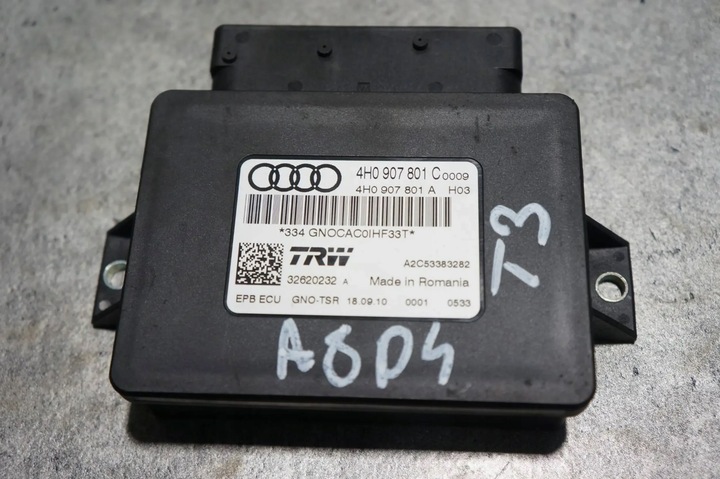 4H0 907 801 C 0009
4H0 907 801 A H03
*334 GNOCAC0IHF33T*
TRW
A2C53383282
32620232 A Made in Romania
EPB ECU GNO-TSR 18.09.10 0001 0533
T3
A8D4